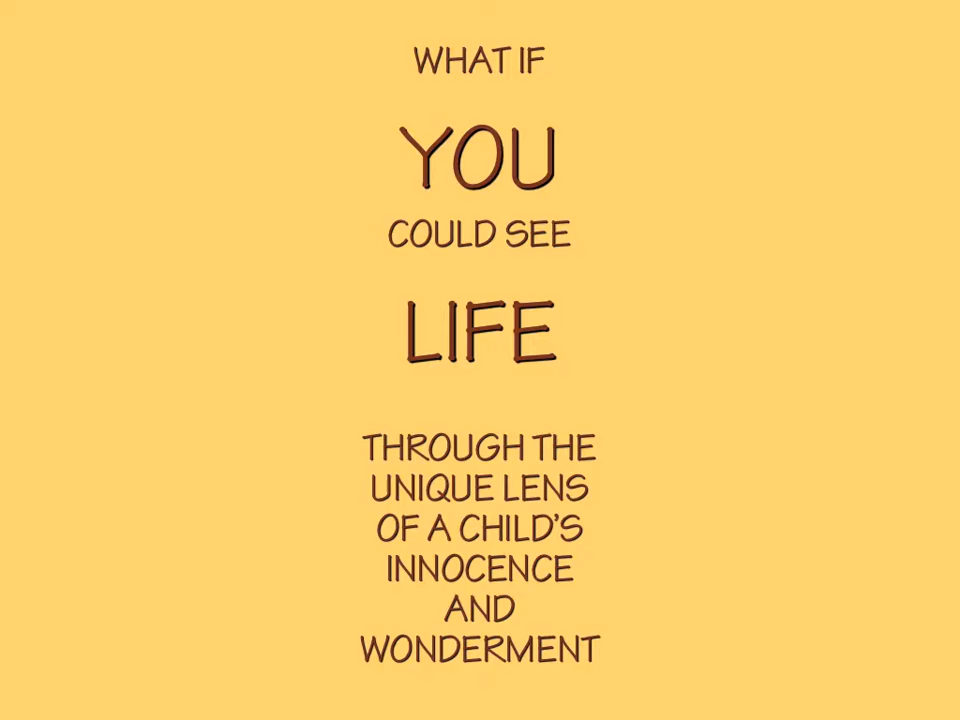 WHAT IF
YOU
COULD SEE
LIFE
THROUGH THE
UNIQUE LENS
OF A CHILD'S
INNOCENCE
AND
WONDERMENT